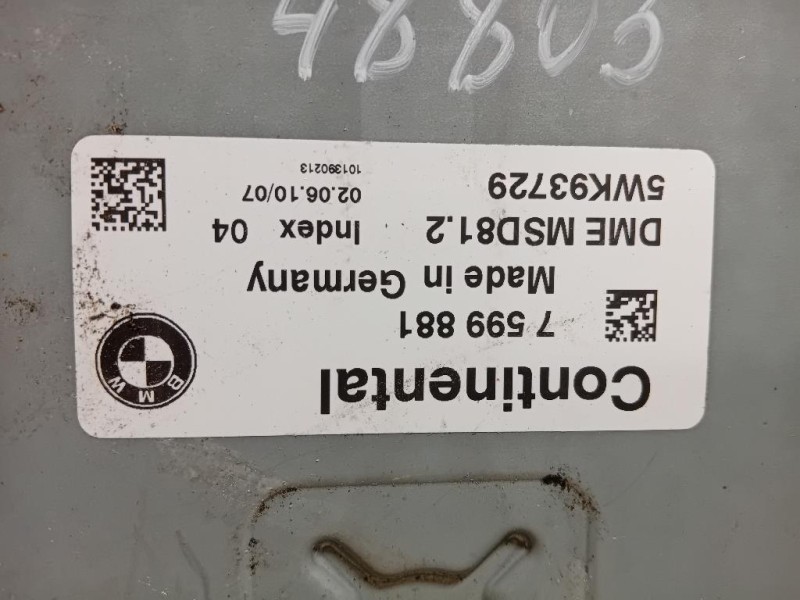 Continental
BMW
7 599 881
Made in Germany
DME MSD81.2 Index 04
5WK93729 02.06.10/07
101390213